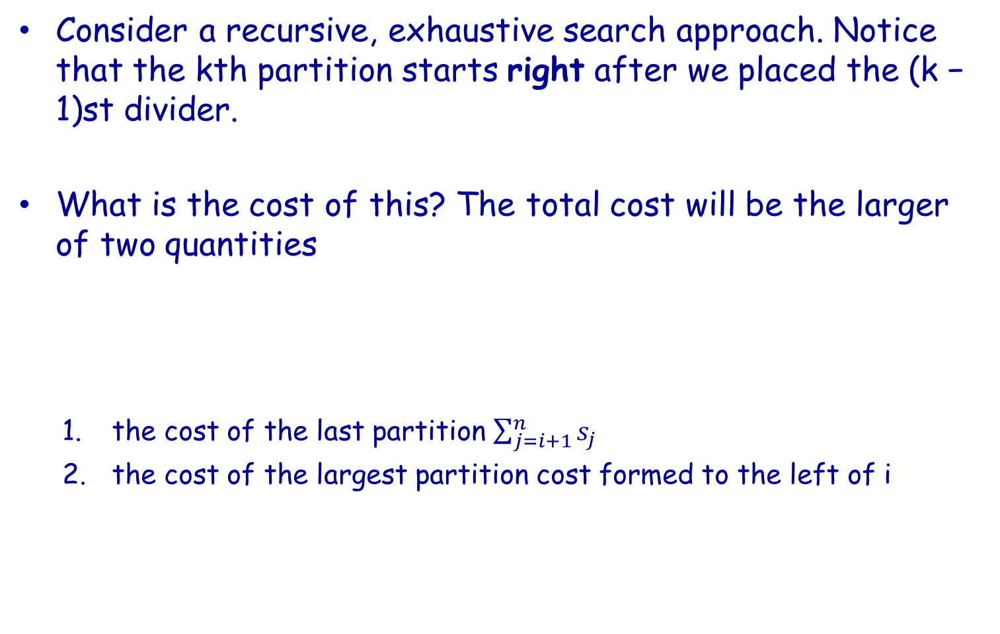 • Consider a recursive, exhaustive search approach. Notice
that the kth partition starts right after we placed the (k –
1)st divider.
• What is the cost of this? The total cost will be the larger
of two quantities
1. the cost of the last partition ∑ⁿⱼ₌ᵢ₊₁ sⱼ
2. the cost of the largest partition cost formed to the left of i